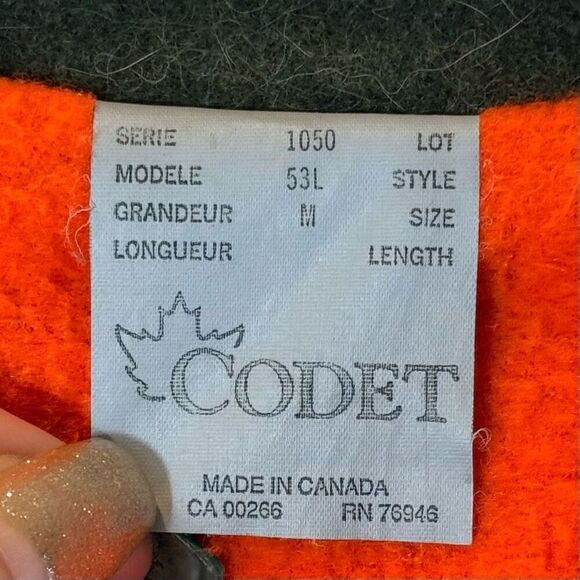 SERIE 1050 LOT
MODELE 53L STYLE
GRANDEUR M SIZE
LONGUEUR LENGTH
CODET
MADE IN CANADA
CA 00266 RN 76946